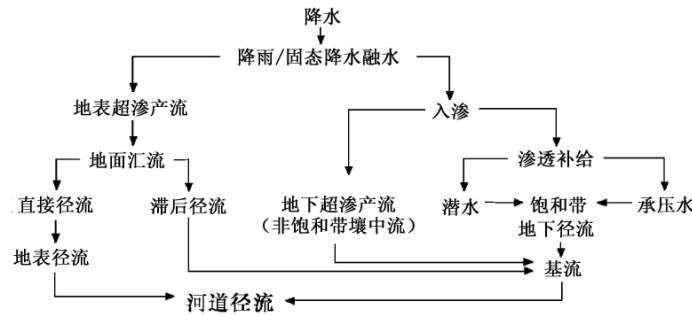 降水
降雨/固态降水融水
地表超渗产流
入渗
地面汇流
渗透补给
直接径流
滞后径流
地下超渗产流
（非饱和带壤中流）
潜水
饱和带
地下径流
承压水
地表径流
基流
河道径流